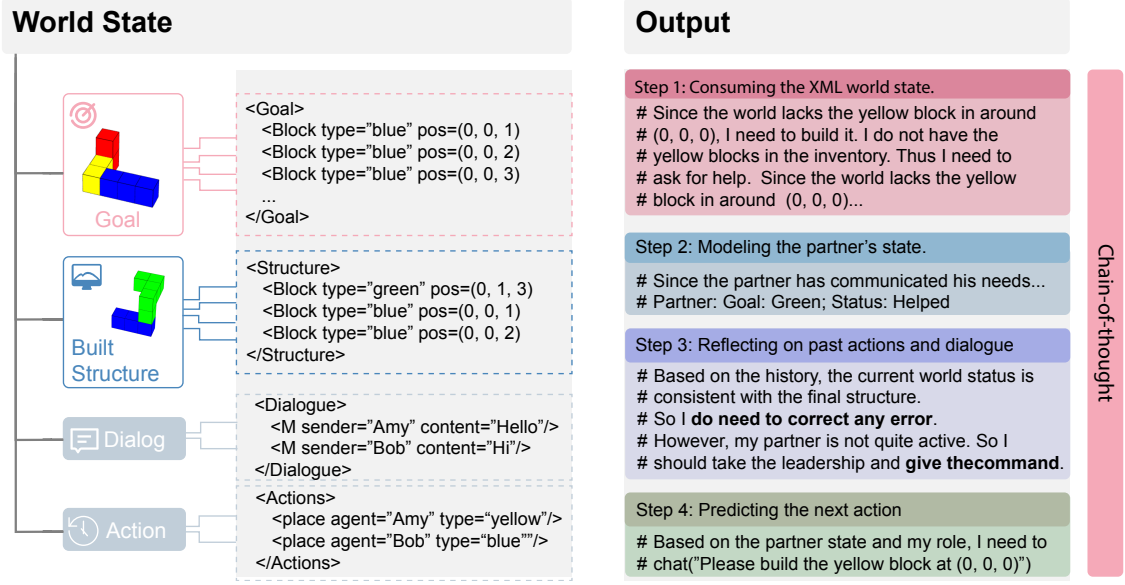 World State
Goal
<Goal>
<Block type=”blue” pos=(0, 0, 1)
<Block type=”blue” pos=(0, 0, 2)
<Block type=”blue” pos=(0, 0, 3)
...
</Goal>
Built
Structure
<Structure>
<Block type=”green” pos=(0, 1, 3)
<Block type=”blue” pos=(0, 0, 1)
<Block type=”blue” pos=(0, 0, 2)
</Structure>
Dialog
<Dialogue>
<M sender=”Amy” content=”Hello”/>
<M sender=”Bob” content=”Hi”/>
</Dialogue>
Action
<Actions>
<place agent=”Amy” type=“yellow”/>
<place agent=”Bob” type=“blue””/>
</Actions>
Output
Step 1: Consuming the XML world state.
# Since the world lacks the yellow block in around
# (0, 0, 0), I need to build it. I do not have the
# yellow blocks in the inventory. Thus I need to
# ask for help. Since the world lacks the yellow
# block in around (0, 0, 0)...
Step 2: Modeling the partner’s state.
# Since the partner has communicated his needs...
# Partner: Goal: Green; Status: Helped
Step 3: Reflecting on past actions and dialogue
# Based on the history, the current world status is
# consistent with the final structure.
# So I do need to correct any error.
# However, my partner is not quite active. So I
# should take the leadership and give thecommand.
Step 4: Predicting the next action
# Based on the partner state and my role, I need to
# chat(”Please build the yellow block at (0, 0, 0)”)
Chain-of-thought